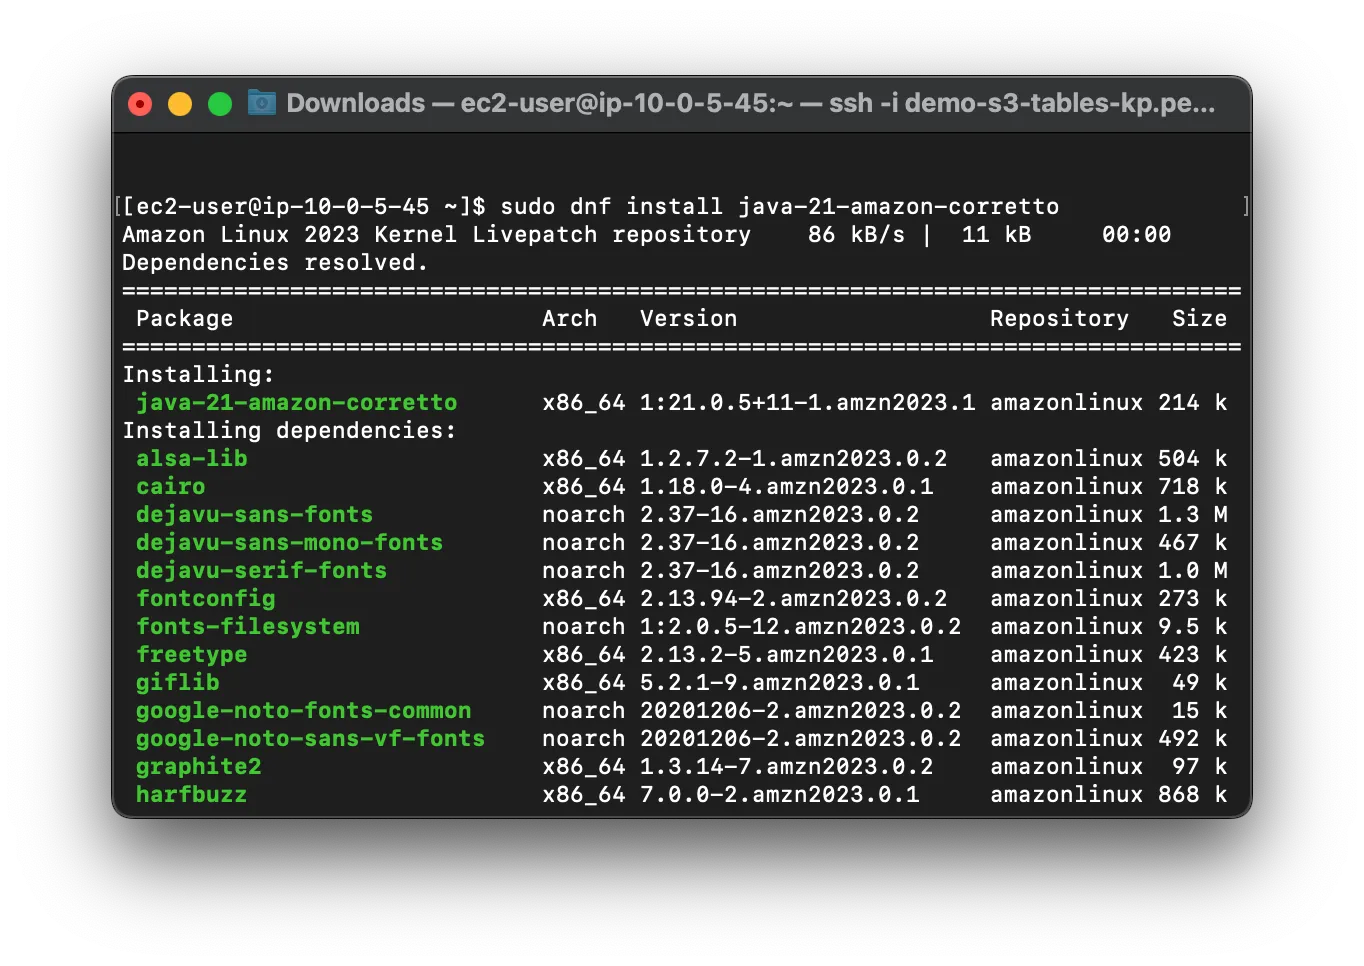 Downloads — ec2-user@ip-10-0-5-45:~ — ssh -i demo-s3-tables-kp.pe...
[[ec2-user@ip-10-0-5-45 ~]$ sudo dnf install java-21-amazon-corretto ]
Amazon Linux 2023 Kernel Livepatch repository    86 kB/s |  11 kB     00:00
Dependencies resolved.
================================================================================
 Package                     Arch   Version                  Repository   Size
================================================================================
Installing:
 java-21-amazon-corretto      x86_64 1:21.0.5+11-1.amzn2023.1 amazonlinux 214 k
Installing dependencies:
 alsa-lib                     x86_64 1.2.7.2-1.amzn2023.0.2   amazonlinux 504 k
 cairo                        x86_64 1.18.0-4.amzn2023.0.1    amazonlinux 718 k
 dejavu-sans-fonts            noarch 2.37-16.amzn2023.0.2     amazonlinux 1.3 M
 dejavu-sans-mono-fonts       noarch 2.37-16.amzn2023.0.2     amazonlinux 467 k
 dejavu-serif-fonts           noarch 2.37-16.amzn2023.0.2     amazonlinux 1.0 M
 fontconfig                   x86_64 2.13.94-2.amzn2023.0.2   amazonlinux 273 k
 fonts-filesystem             noarch 1:2.0.5-12.amzn2023.0.2  amazonlinux 9.5 k
 freetype                     x86_64 2.13.2-5.amzn2023.0.1    amazonlinux 423 k
 giflib                       x86_64 5.2.1-9.amzn2023.0.1     amazonlinux  49 k
 google-noto-fonts-common     noarch 20201206-2.amzn2023.0.2  amazonlinux  15 k
 google-noto-sans-vf-fonts    noarch 20201206-2.amzn2023.0.2  amazonlinux 492 k
 graphite2                    x86_64 1.3.14-7.amzn2023.0.2    amazonlinux  97 k
 harfbuzz                     x86_64 7.0.0-2.amzn2023.0.1     amazonlinux 868 k